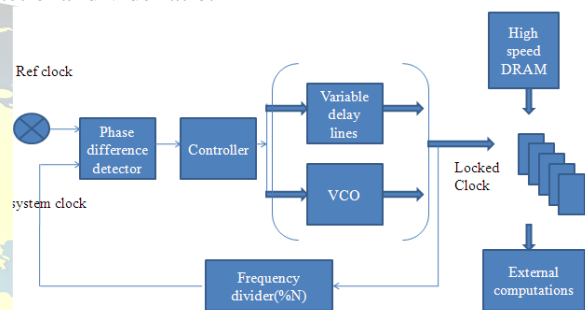 Ref clock
Phase
difference
detector
system clock
Controller
Variable
delay
lines
VCO
Frequency
divider(%N)
Locked
Clock
High
speed
DRAM
External
computations